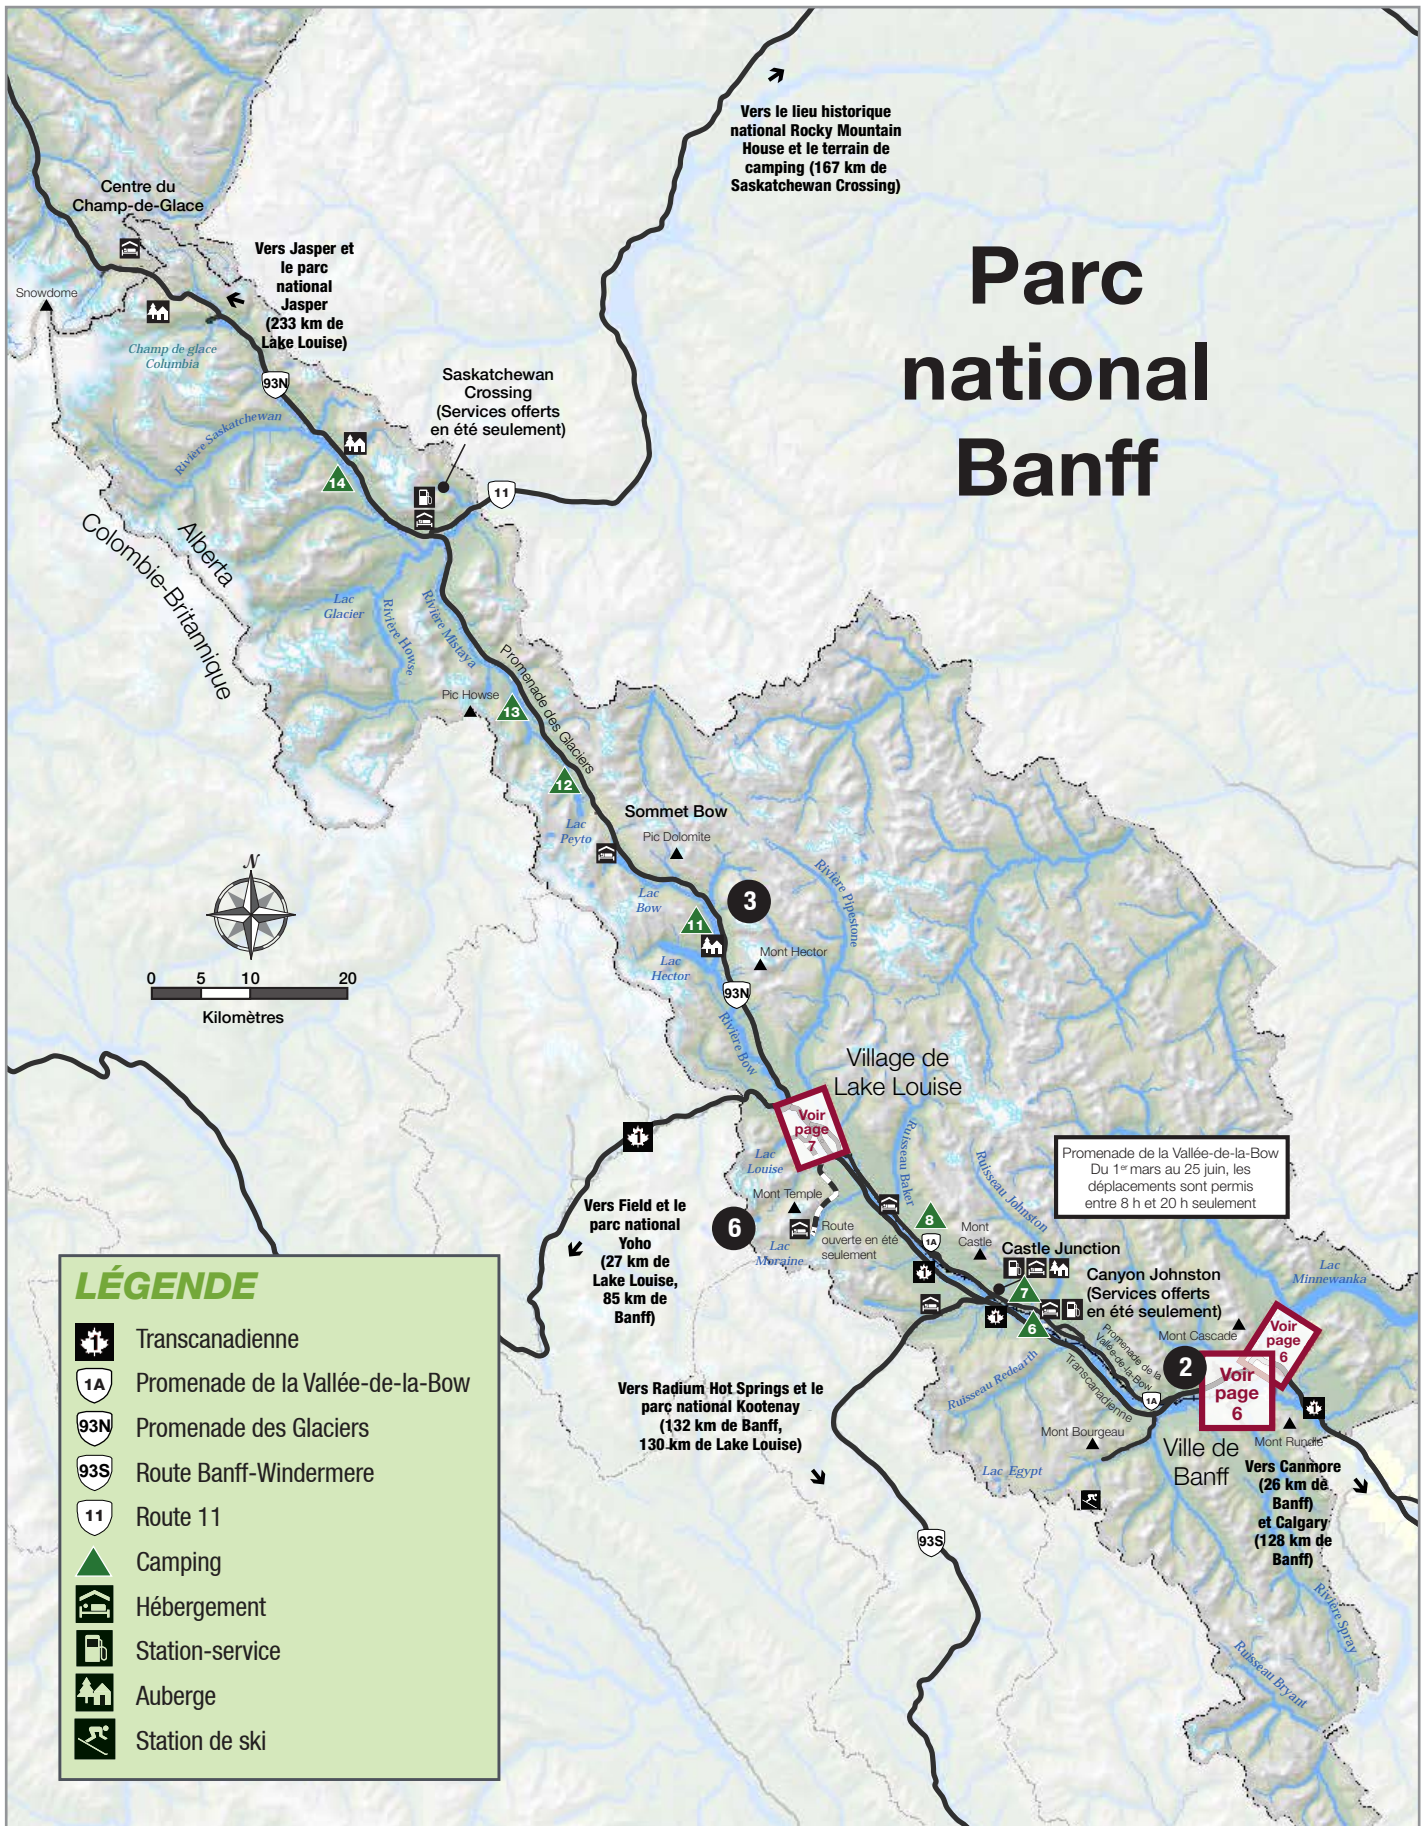 Parc
national
Banff
Vers le lieu historique
national Rocky Mountain
House et le terrain de
camping (167 km de
Saskatchewan Crossing)
Centre du
Champ-de-Glace
Vers Jasper et
le parc
national
Jasper
(233 km de
Lake Louise)
Snowdome
Champ de glace
Columbia
93N
Saskatchewan
Crossing
(Services offerts
en été seulement)
Rivière Saskatchewan
14
11
Alberta
Colombie-Britannique
Lac
Glacier
Rivière Howse
Rivière Mistaya
Promenade des Glaciers
Pic Howse
13
12
Lac
Peyto
Sommet Bow
Pic Dolomite
Lac
Bow
3
11
Rivière Pipestone
Mont Hector
Lac
Hector
93N
Rivière Bow
N
0 5 10 20
Kilomètres
Village de
Lake Louise
Voir
page
7
1
Lac
Louise
Mont Temple
6
Lac
Moraine
Route
ouverte en été
seulement
Ruisseau Baker
Ruisseau Johnston
Promenade de la Vallée-de-la-Bow
Du 1er mars au 25 juin, les
déplacements sont permis
entre 8 h et 20 h seulement
Vers Field et le
parc national
Yoho
(27 km de
Lake Louise,
85 km de
Banff)
8
1A
1
Mont
Castle
Castle Junction
7
Canyon Johnston
(Services offerts
en été seulement)
1
6
Lac
Minnewanka
Mont Cascade
Voir
page
6
2
Voir
page
6
Promenade de la
Vallée-de-la-Bow
Transcanadienne
Ruisseau Redearth
1A
1
Mont Bourgeau
Ville de
Banff
Mont Rundle
Lac Egypt
Vers Canmore
(26 km de
Banff)
et Calgary
(128 km de
Banff)
Vers Radium Hot Springs et le
parc national Kootenay
(132 km de Banff,
130 km de Lake Louise)
93S
Rivière Spray
Ruisseau Bryant
LÉGENDE
1 Transcanadienne
1A Promenade de la Vallée-de-la-Bow
93N Promenade des Glaciers
93S Route Banff-Windermere
11 Route 11
Camping
Hébergement
Station-service
Auberge
Station de ski